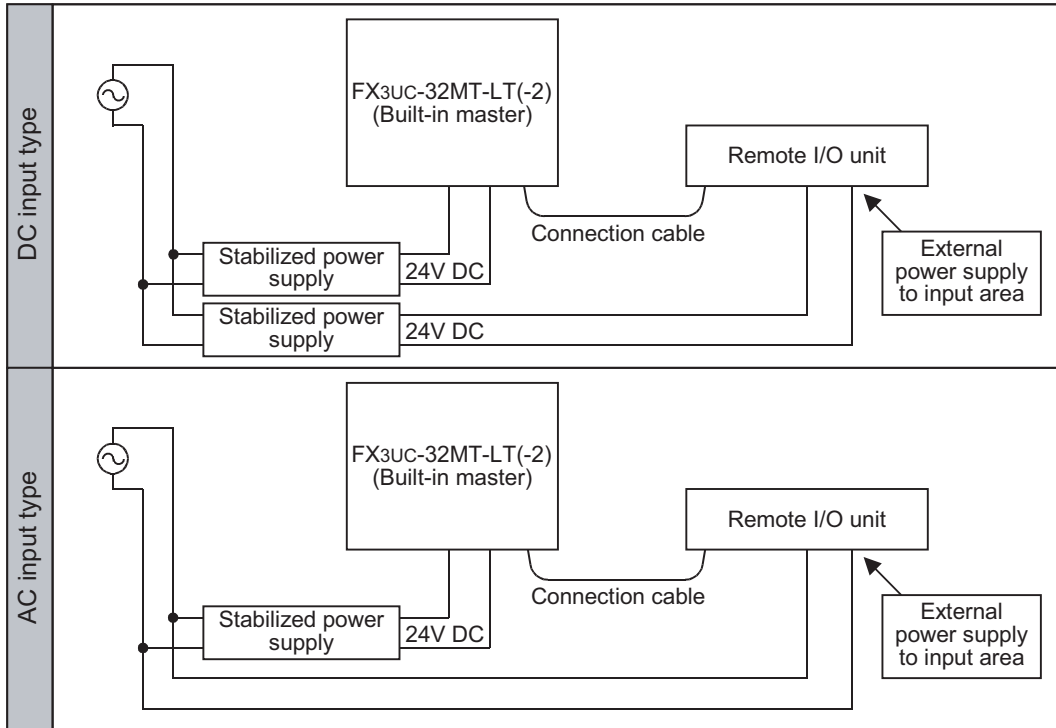 DC input type
FX3UC-32MT-LT(-2)
(Built-in master)
Remote I/O unit
Connection cable
Stabilized power
supply
24V DC
External
power supply
to input area
Stabilized power
supply
24V DC
AC input type
FX3UC-32MT-LT(-2)
(Built-in master)
Remote I/O unit
Connection cable
Stabilized power
supply
24V DC
External
power supply
to input area